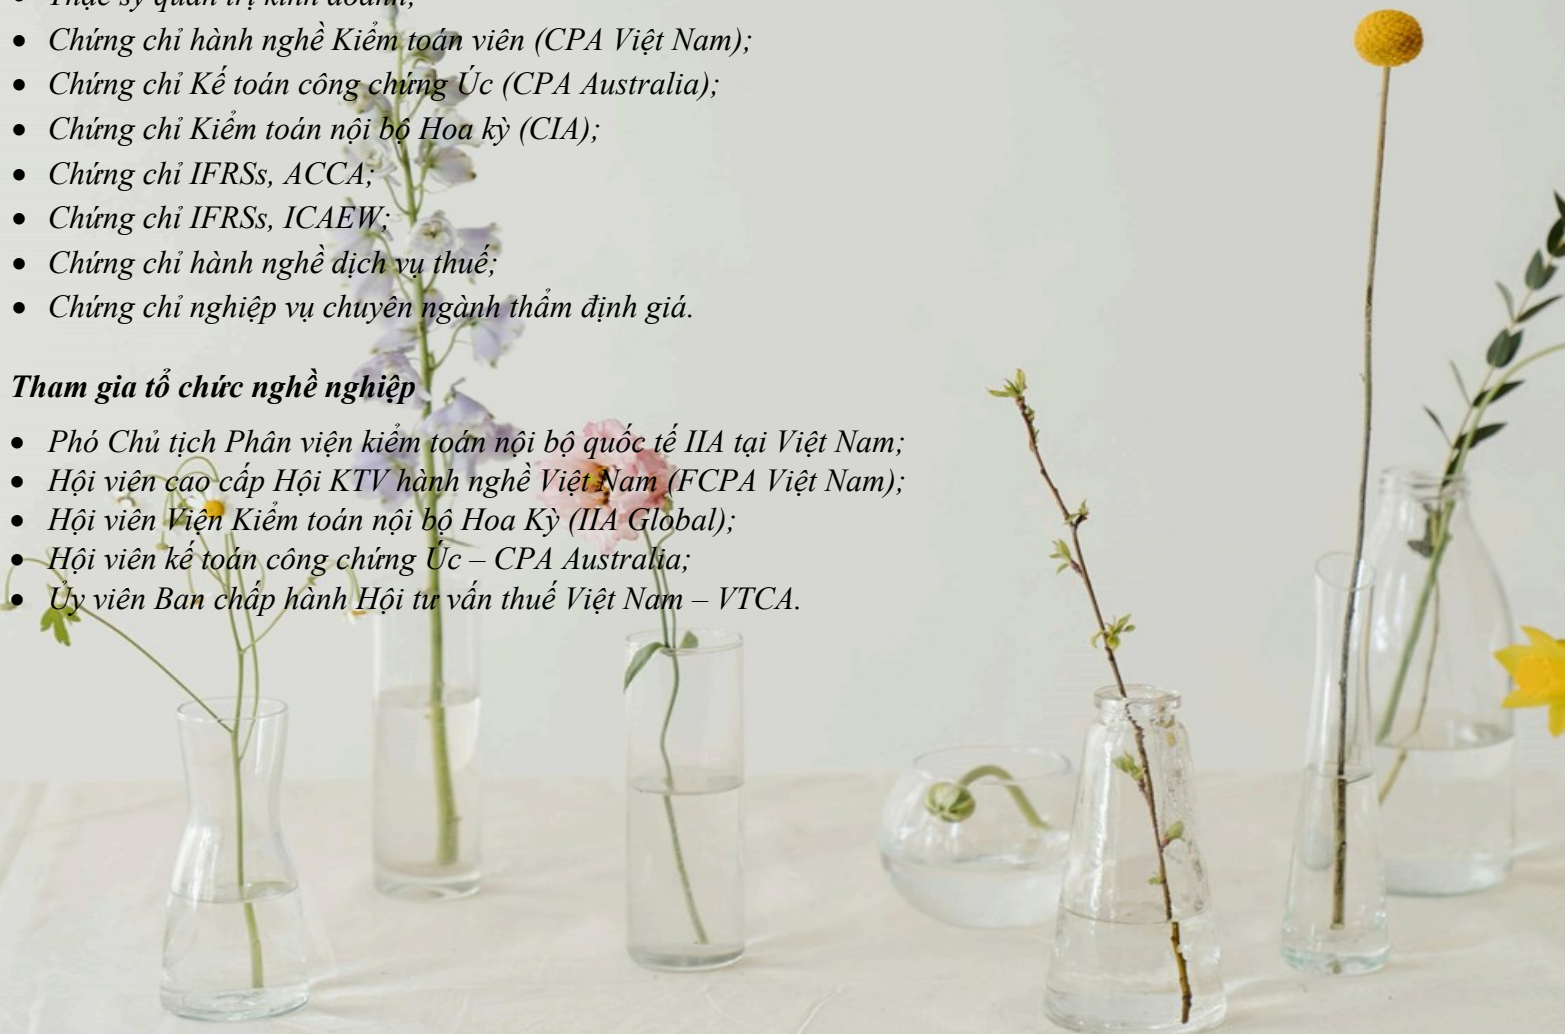 • Thạc sỹ quản trị kinh doanh;
• Chứng chỉ hành nghề Kiểm toán viên (CPA Việt Nam);
• Chứng chỉ Kế toán công chứng Úc (CPA Australia);
• Chứng chỉ Kiểm toán nội bộ Hoa kỳ (CIA);
• Chứng chỉ IFRSs, ACCA;
• Chứng chỉ IFRSs, ICAEW;
• Chứng chỉ hành nghề dịch vụ thuế;
• Chứng chỉ nghiệp vụ chuyên ngành thẩm định giá.
Tham gia tổ chức nghề nghiệp
• Phó Chủ tịch Phân viện kiểm toán nội bộ quốc tế IIA tại Việt Nam;
• Hội viên cao cấp Hội KTV hành nghề Việt Nam (FCPA Việt Nam);
• Hội viên Viện Kiểm toán nội bộ Hoa Kỳ (IIA Global);
• Hội viên kế toán công chứng Úc – CPA Australia;
• Ủy viên Ban chấp hành Hội tư vấn thuế Việt Nam – VTCA.